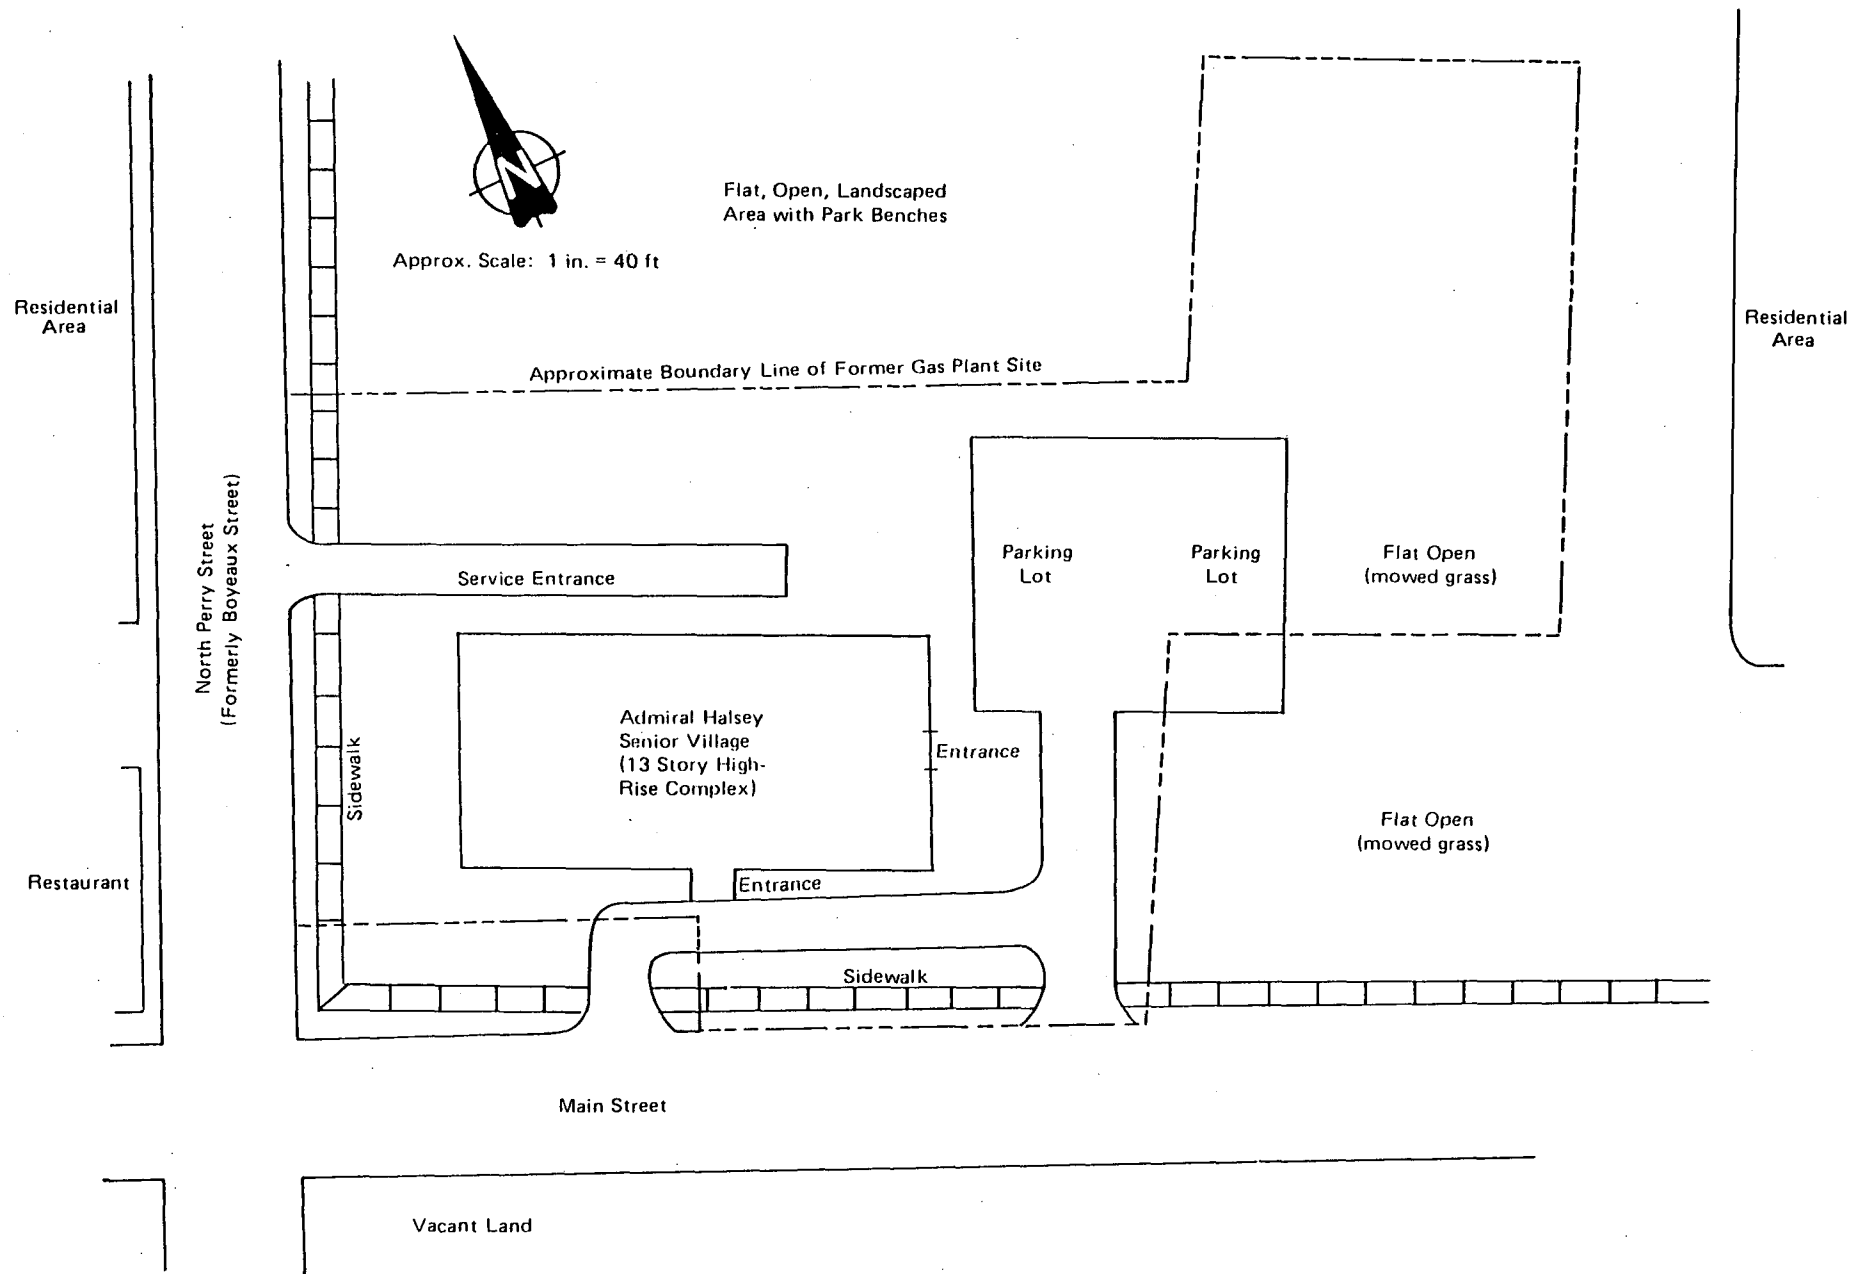 N
Flat, Open, Landscaped
Area with Park Benches
Approx. Scale: 1 in. = 40 ft
Residential
Area
Residential
Area
Approximate Boundary Line of Former Gas Plant Site
North Perry Street
(Formerly Boyeaux Street)
Service Entrance
Parking
Lot
Parking
Lot
Flat Open
(mowed grass)
Sidewalk
Admiral Halsey
Senior Village
(13 Story High-
Rise Complex)
Entrance
Flat Open
(mowed grass)
Restaurant
Entrance
Sidewalk
Main Street
Vacant Land